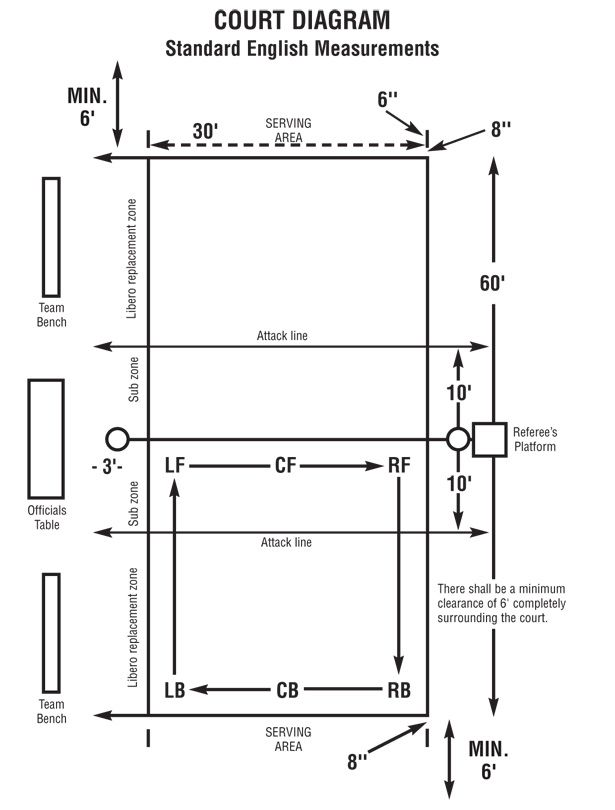 COURT DIAGRAM
Standard English Measurements
MIN.
6'
6"
30'
SERVING
AREA
8"
Libero replacement zone
60'
Team
Bench
Attack line
Sub zone
10'
Referee's
Platform
- 3'-
LF
CF
RF
10'
Sub zone
Officials
Table
Attack line
Libero replacement zone
There shall be a minimum
clearance of 6' completely
surrounding the court.
LB
CB
RB
Team
Bench
SERVING
AREA
8"
MIN.
6'